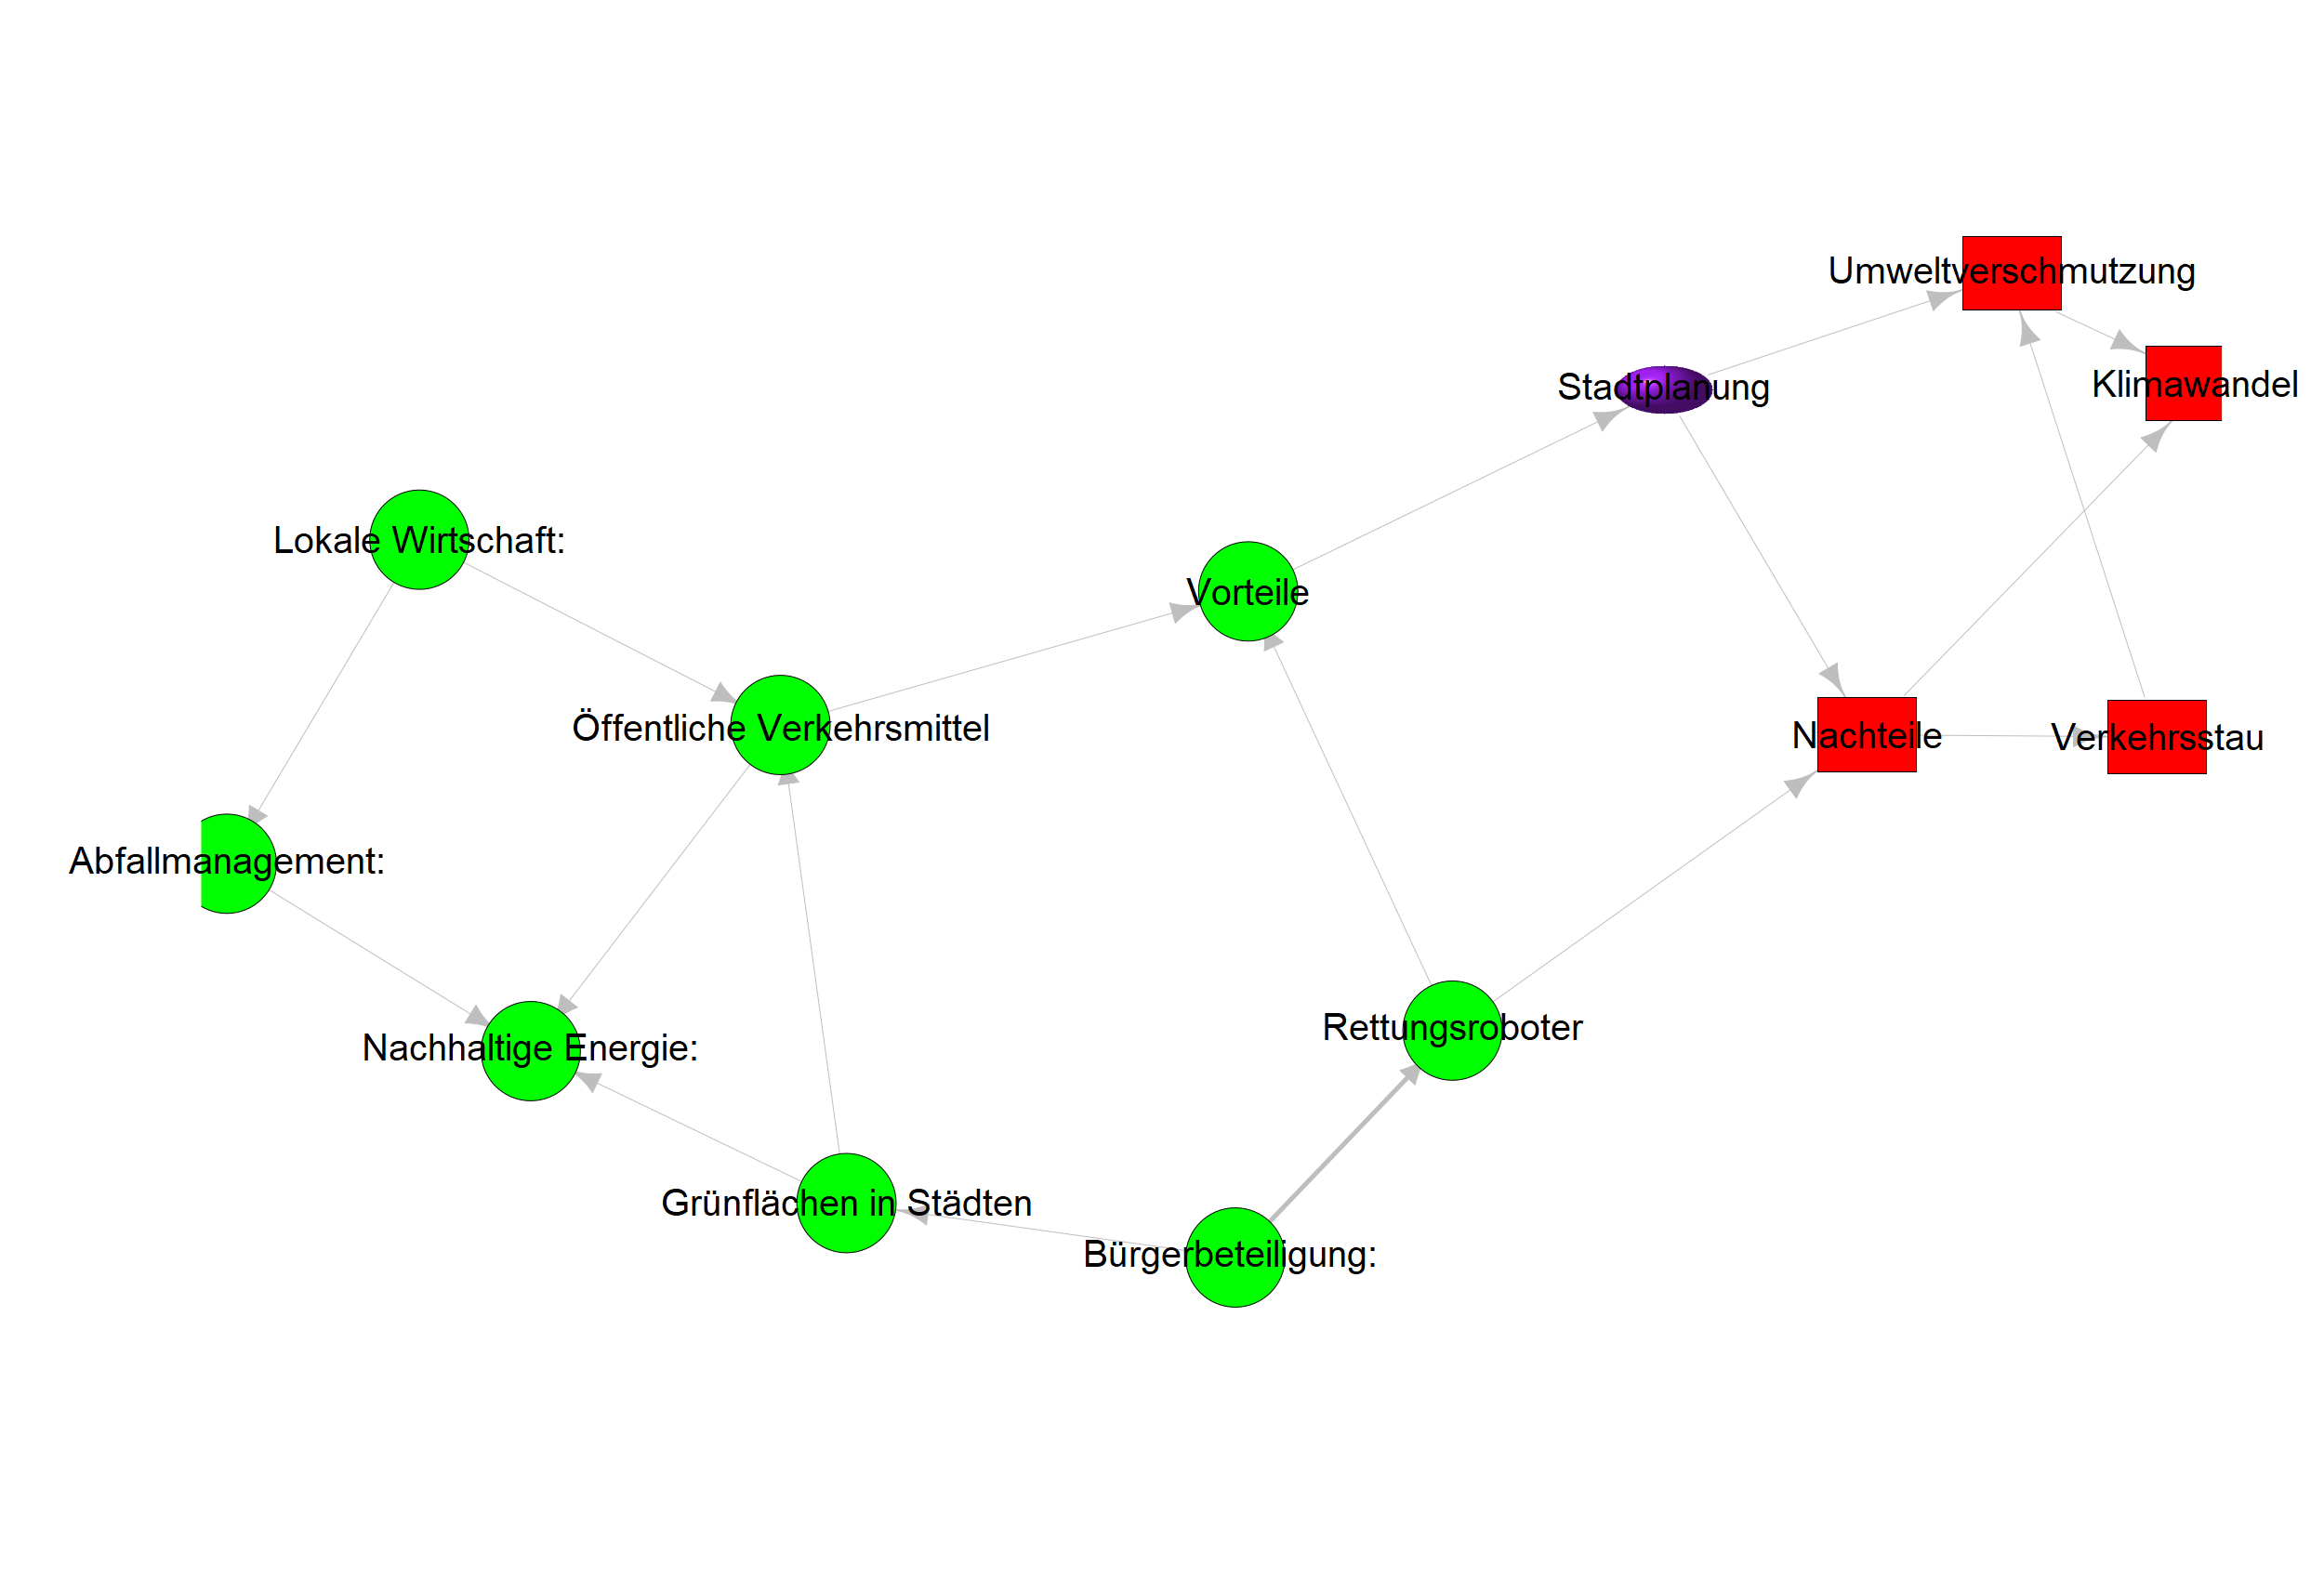 Umweltverschmutzung
Klimawandel
Stadtplanung
Lokale Wirtschaft:
Vorteile
Öffentliche Verkehrsmittel
Nachteile
Verkehrsstau
Abfallmanagement:
Rettungsroboter
Nachhaltige Energie:
Grünflächen in Städten
Bürgerbeteiligung: